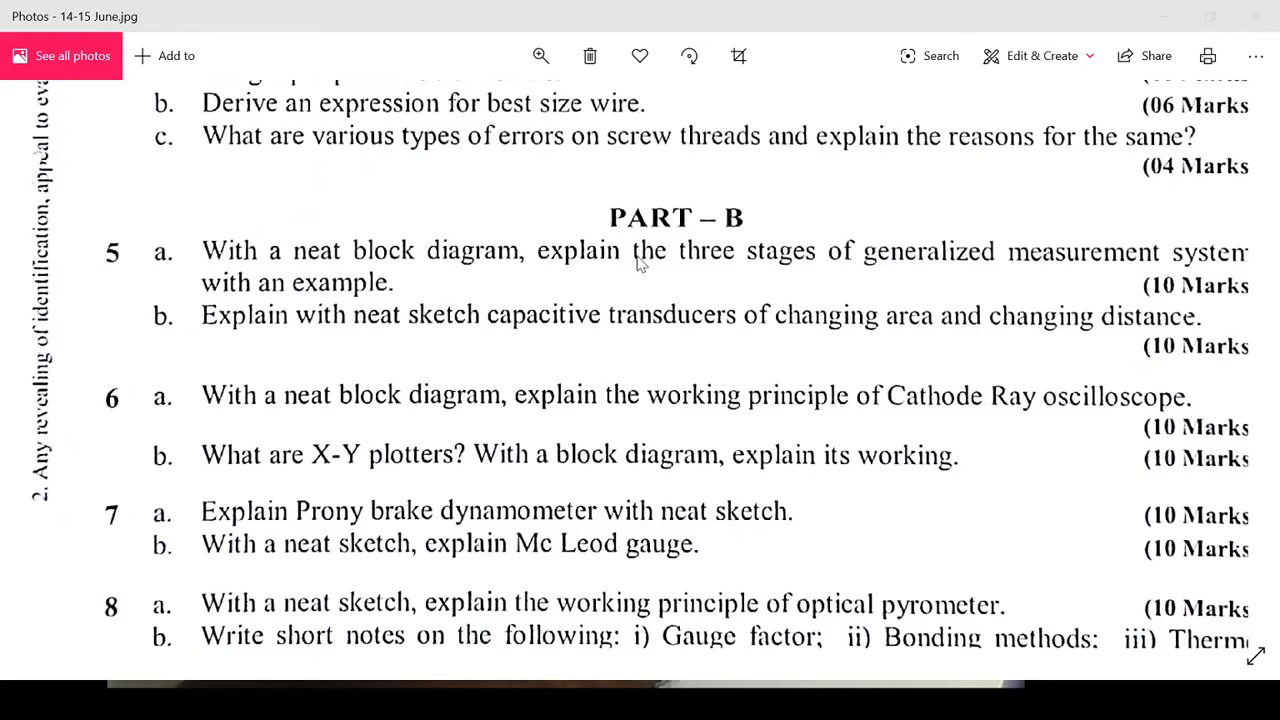 Photos - 14-15 June.jpg
See all photos
Add to
Search
Edit & Create
Share
b. Derive an expression for best size wire. (06 Marks
c. What are various types of errors on screw threads and explain the reasons for the same?
(04 Marks
PART – B
5 a. With a neat block diagram, explain the three stages of generalized measurement system
with an example. (10 Marks
b. Explain with neat sketch capacitive transducers of changing area and changing distance.
(10 Marks
6 a. With a neat block diagram, explain the working principle of Cathode Ray oscilloscope.
(10 Marks
b. What are X-Y plotters? With a block diagram, explain its working. (10 Marks
7 a. Explain Prony brake dynamometer with neat sketch. (10 Marks
b. With a neat sketch, explain Mc Leod gauge. (10 Marks
8 a. With a neat sketch, explain the working principle of optical pyrometer. (10 Marks
b. Write short notes on the following: i) Gauge factor; ii) Bonding methods; iii) Therm
2. Any revealing of identification, appeal to eva